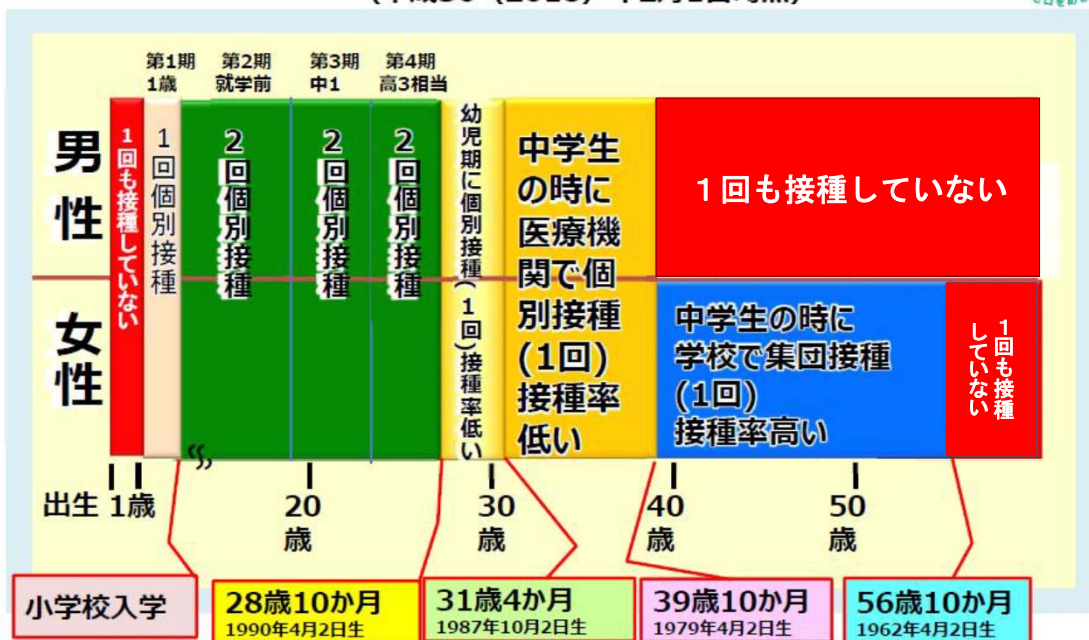 第1期
1歳
第2期
就学前
第3期
中1
第4期
高3相当
男性
女性
1回も接種していない
1回個別接種
2回個別接種
2回個別接種
2回個別接種
幼児期に個別接種(1回)接種率低い
中学生
の時に
医療機
関で個
別接種
(1回)
接種率
低い
1回も接種していない
中学生の時に
学校で集団接種
(1回)
接種率高い
1回も接種
していない
出生
1歳
20
歳
30
歳
40
歳
50
歳
小学校入学
28歳10か月
1990年4月2日生
31歳4か月
1987年10月2日生
39歳10か月
1979年4月2日生
56歳10か月
1962年4月2日生